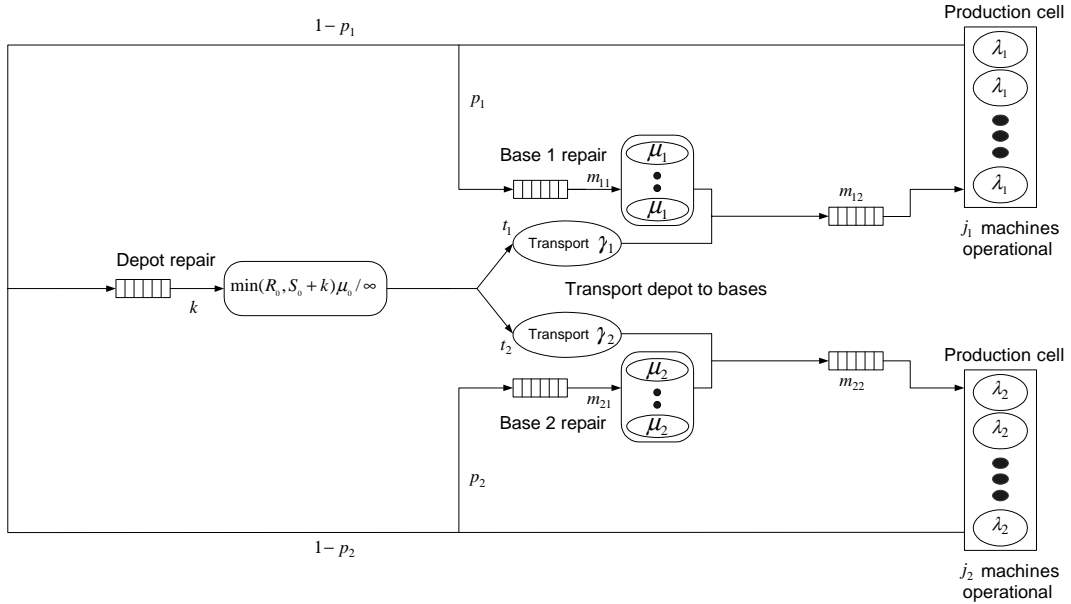 Production cell
1 − p₁
λ₁
λ₁
λ₁
p₁
Base 1 repair
m₁₁
μ₁
μ₁
m₁₂
j₁ machines
operational
t₁
Transport γ₁
Depot repair
k
min(R₀, S₀ + k)μ₀ / ∞
Transport depot to bases
t₂
Transport γ₂
Production cell
m₂₁
μ₂
μ₂
m₂₂
Base 2 repair
λ₂
λ₂
λ₂
p₂
1 − p₂
j₂ machines
operational